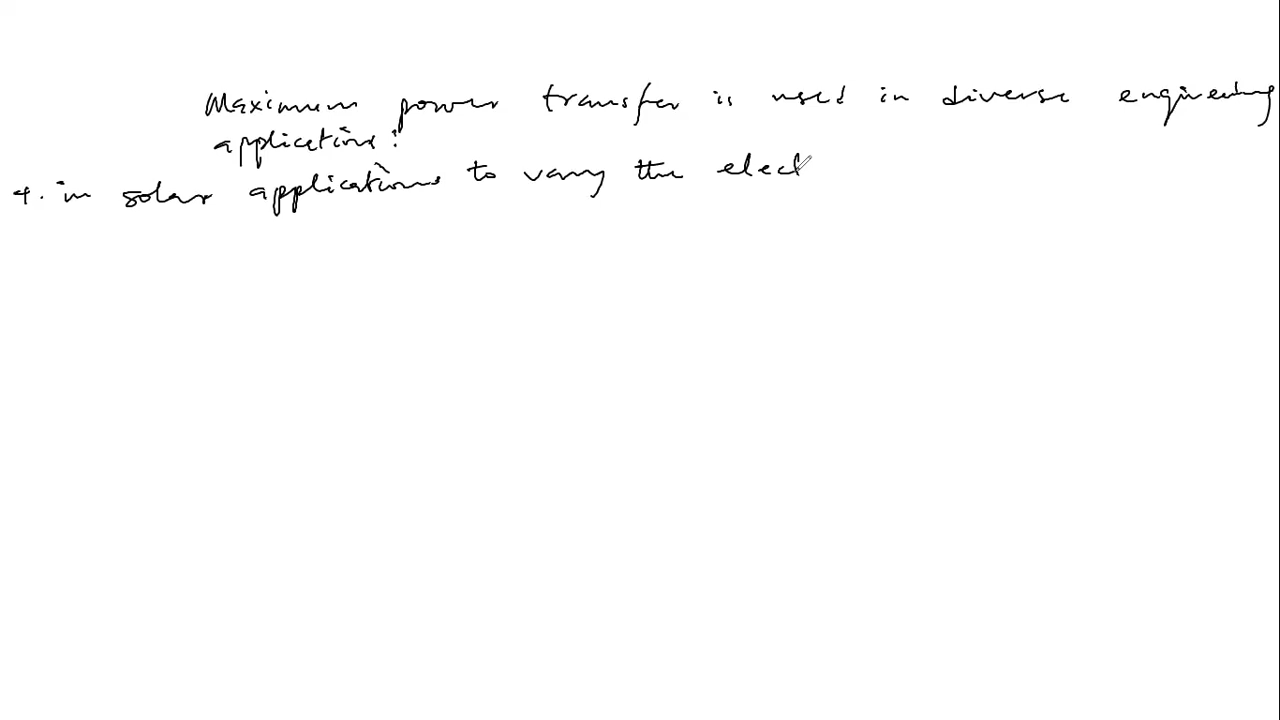 Maximum power transfer is used in diverse engineering
applications:
4. in solar applications to vary the elect